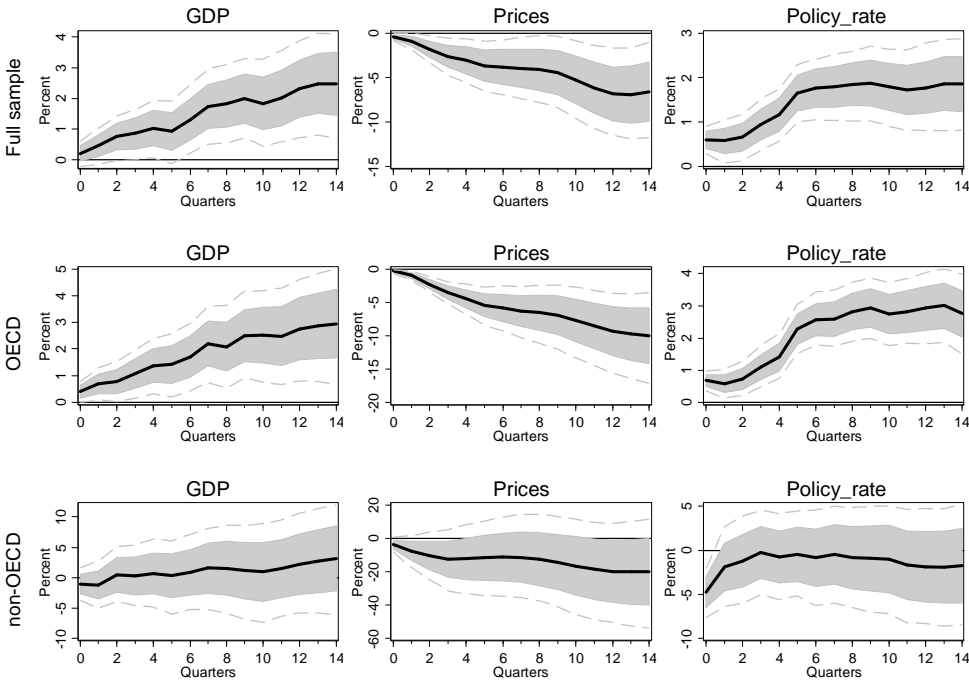 GDP
Prices
Policy_rate
Full sample
Percent
0 1 2 3 4
0 2 4 6 8 10 12 14
Quarters
Percent
-15 -10 -5 0
0 2 4 6 8 10 12 14
Quarters
Percent
0 1 2 3
0 2 4 6 8 10 12 14
Quarters
GDP
Prices
Policy_rate
OECD
Percent
0 1 2 3 4 5
0 2 4 6 8 10 12 14
Quarters
Percent
-20 -15 -10 -5 0
0 2 4 6 8 10 12 14
Quarters
Percent
0 1 2 3 4
0 2 4 6 8 10 12 14
Quarters
GDP
Prices
Policy_rate
non-OECD
Percent
-10 -5 0 5 10
0 2 4 6 8 10 12 14
Quarters
Percent
-60 -40 -20 0 20
0 2 4 6 8 10 12 14
Quarters
Percent
-10 -5 0 5
0 2 4 6 8 10 12 14
Quarters